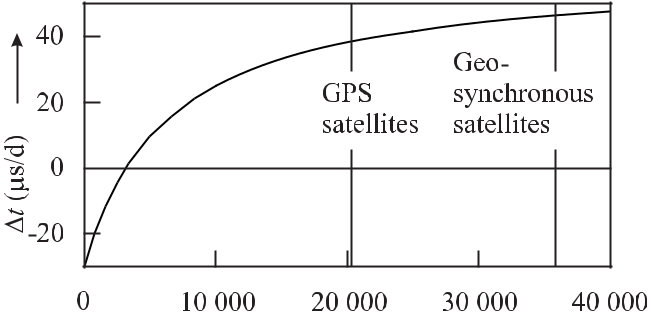 40
20
0
-20
Δt (μs/d)
GPS
satellites
Geo-
synchronous
satellites
0 10 000 20 000 30 000 40 000